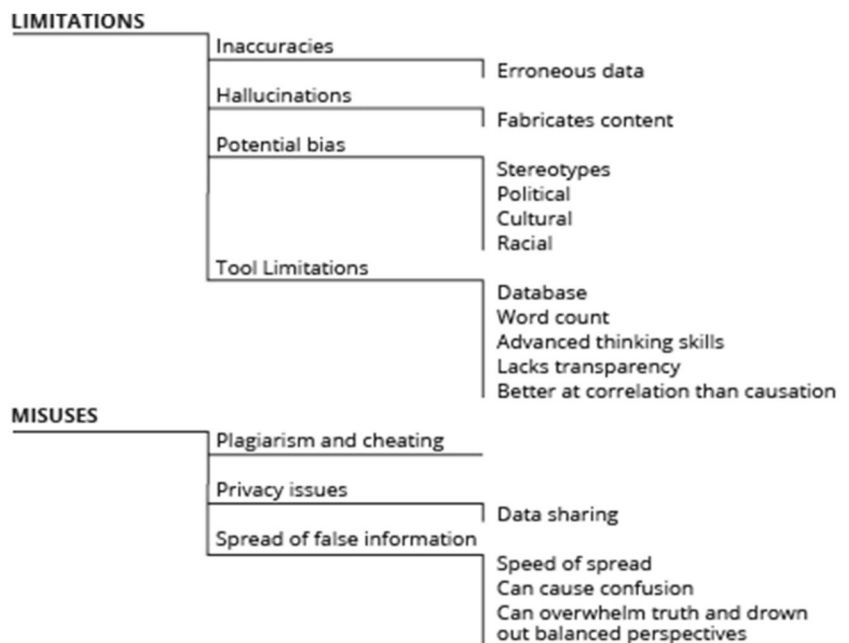 LIMITATIONS
Inaccuracies
Erroneous data
Hallucinations
Fabricates content
Potential bias
Stereotypes
Political
Cultural
Racial
Tool Limitations
Database
Word count
Advanced thinking skills
Lacks transparency
Better at correlation than causation
MISUSES
Plagiarism and cheating
Privacy issues
Data sharing
Spread of false information
Speed of spread
Can cause confusion
Can overwhelm truth and drown
out balanced perspectives